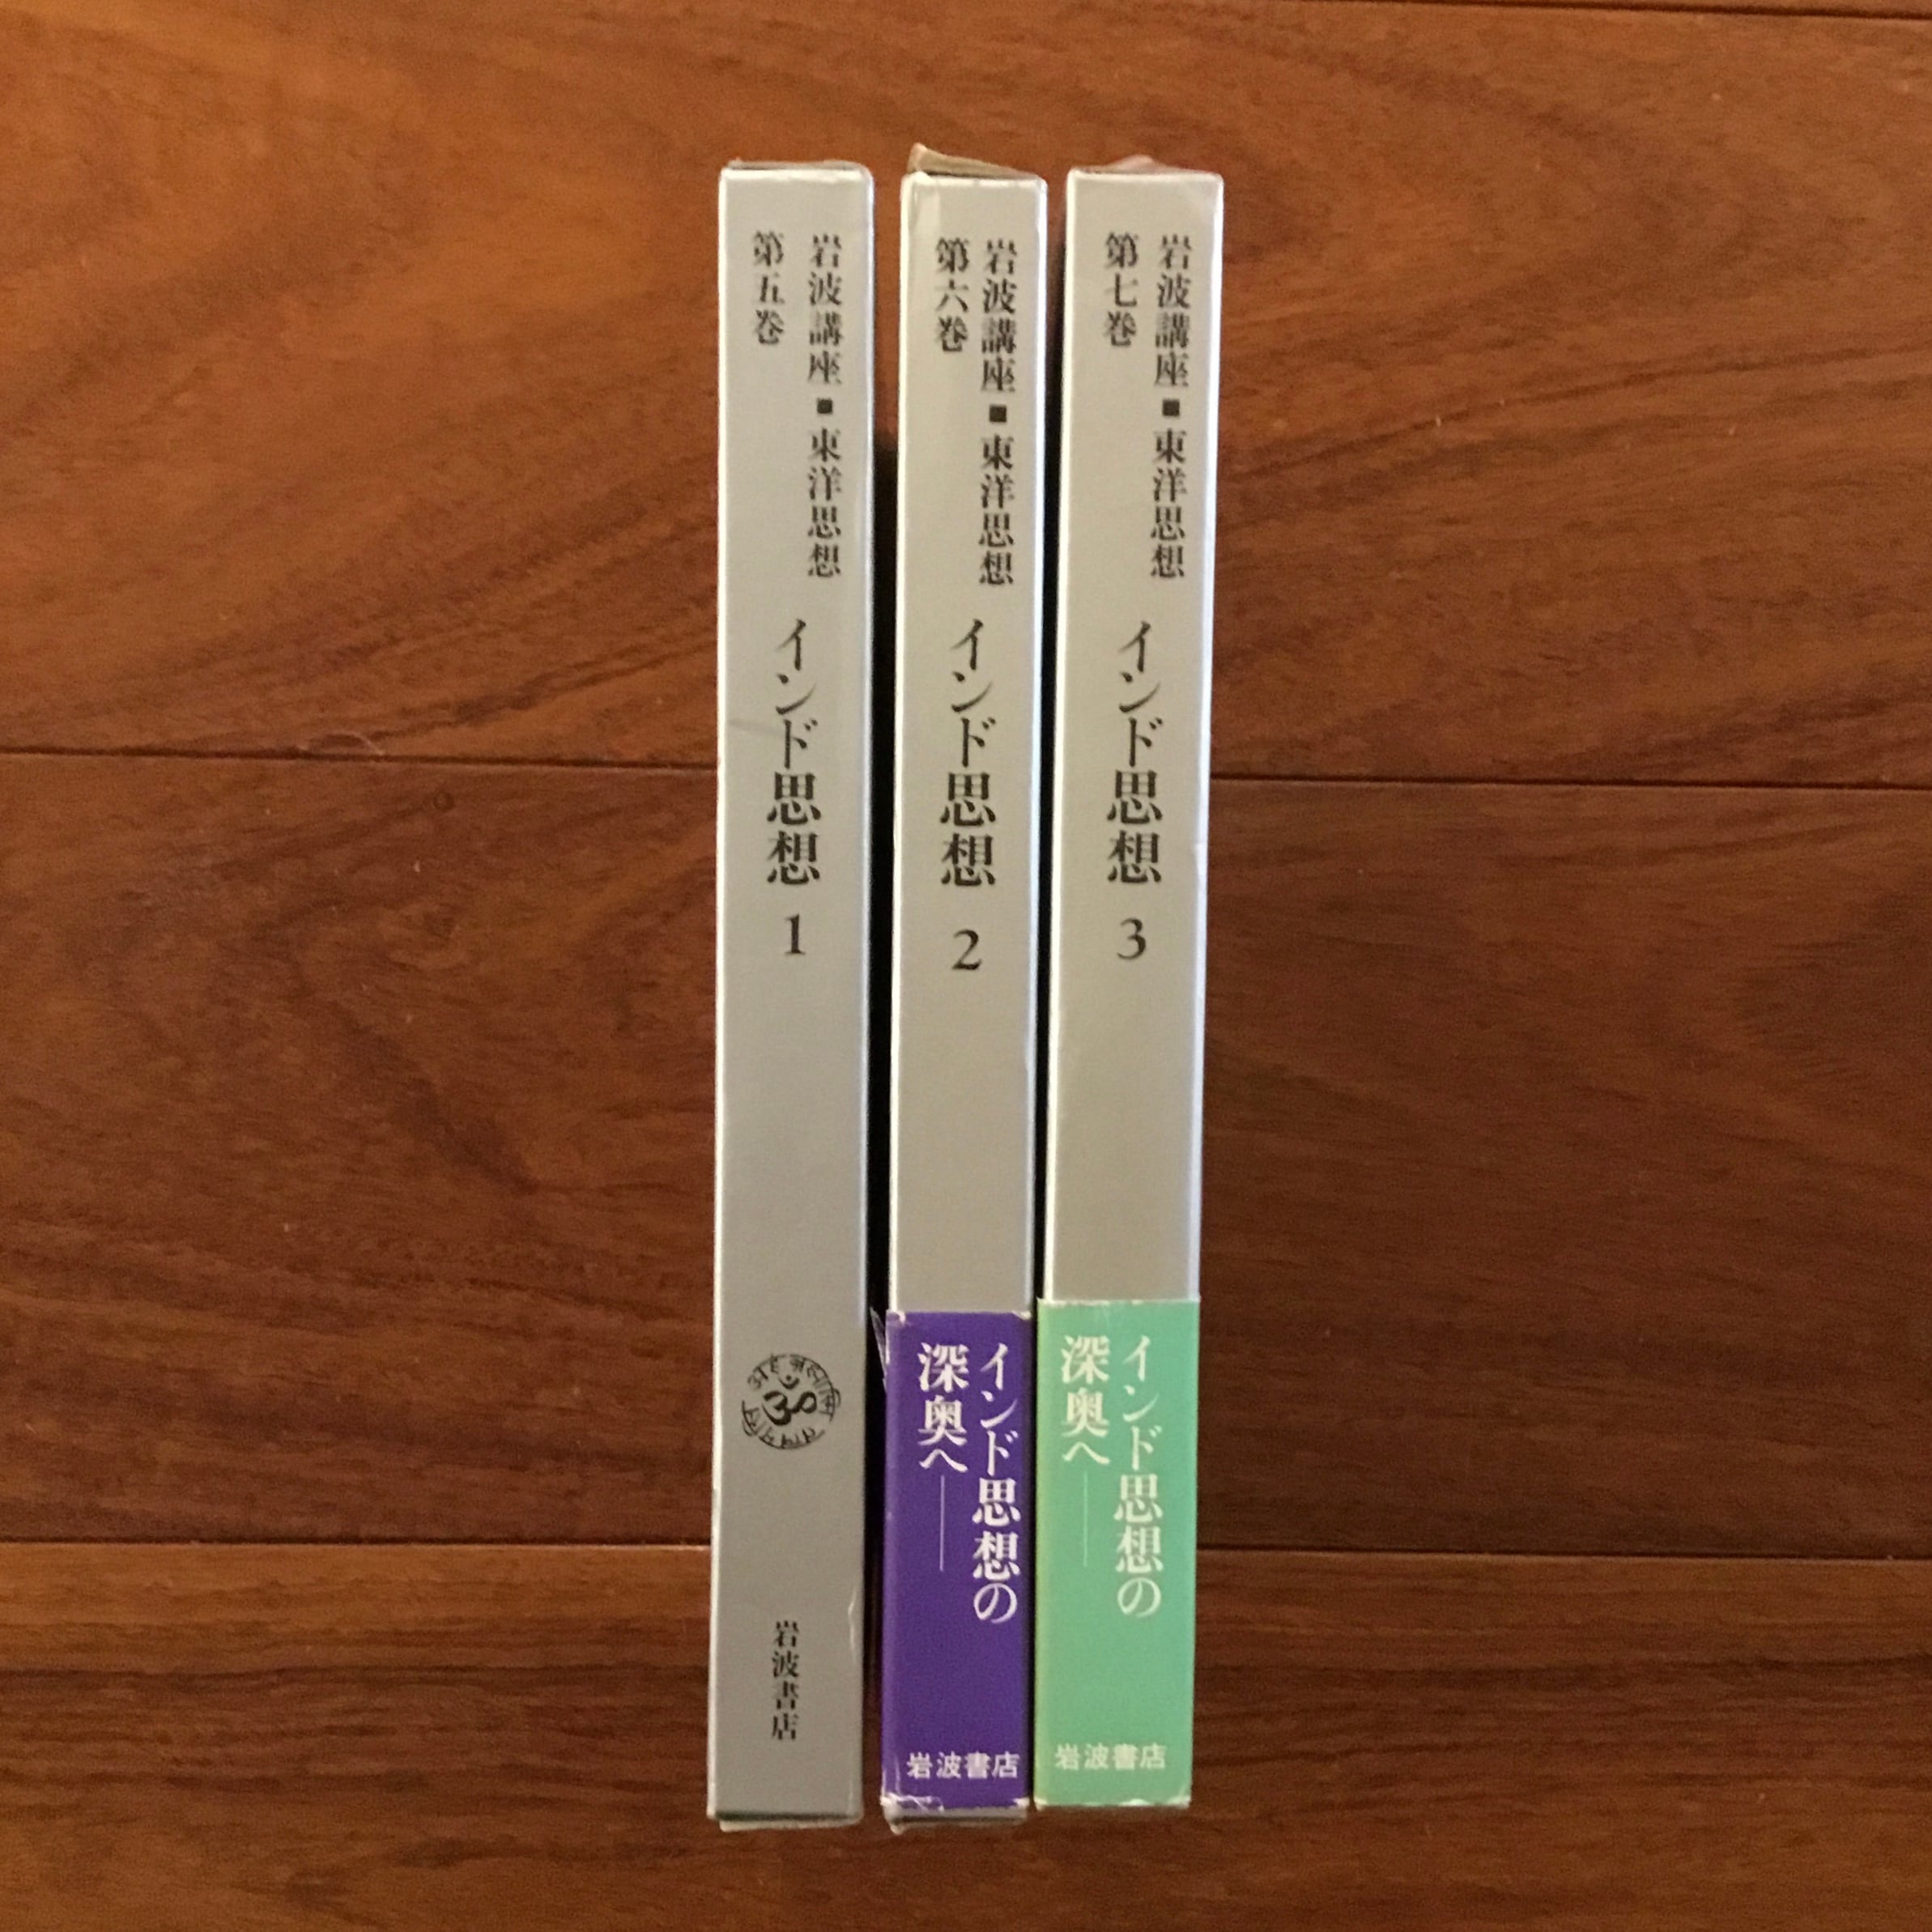 岩波講座■東洋思想
第五巻
インド思想 1
岩波書店
岩波講座■東洋思想
第六巻
インド思想 2
インド思想の
深奥へ——
岩波書店
岩波講座■東洋思想
第七巻
インド思想 3
インド思想の
深奥へ——
岩波書店